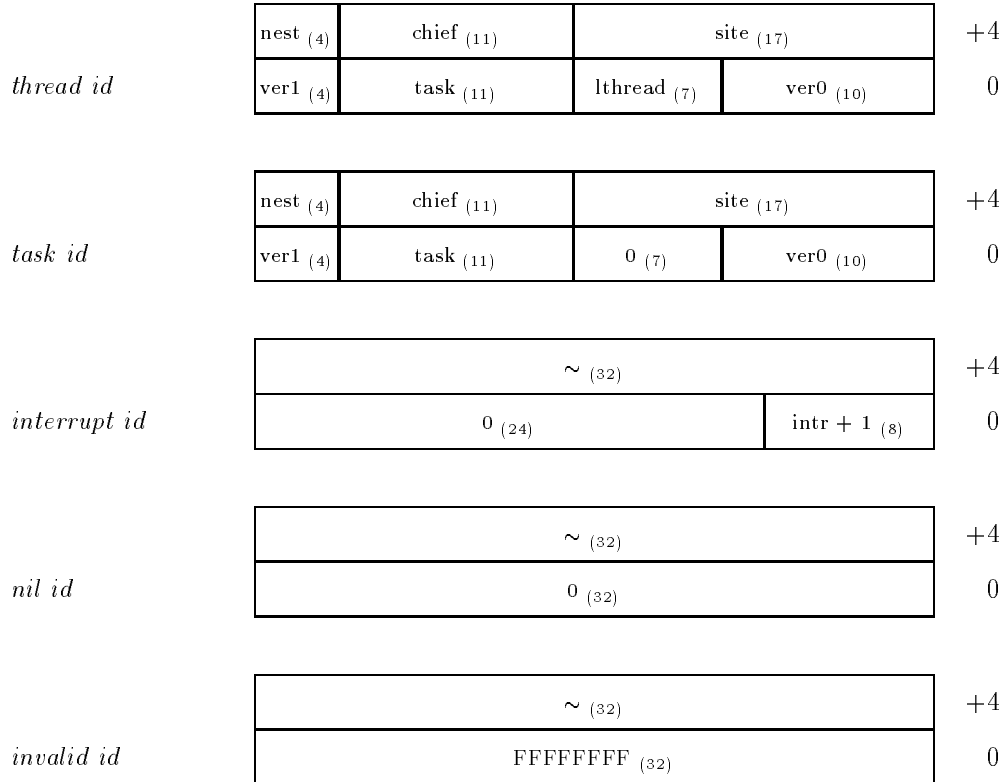 nest (4) chief (11) site (17) +4
thread id ver1 (4) task (11) lthread (7) ver0 (10) 0
nest (4) chief (11) site (17) +4
task id ver1 (4) task (11) 0 (7) ver0 (10) 0
~ (32) +4
interrupt id 0 (24) intr + 1 (8) 0
~ (32) +4
nil id 0 (32) 0
~ (32) +4
invalid id FFFFFFFF (32) 0